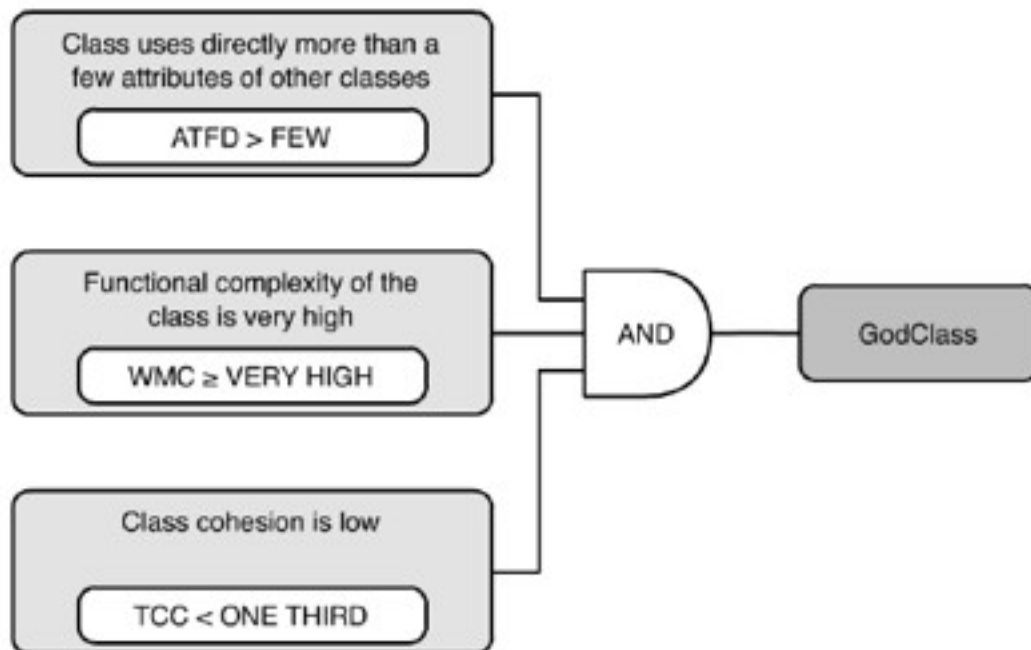 Class uses directly more than a
few attributes of other classes
ATFD > FEW
Functional complexity of the
class is very high
WMC ≥ VERY HIGH
AND
GodClass
Class cohesion is low
TCC < ONE THIRD